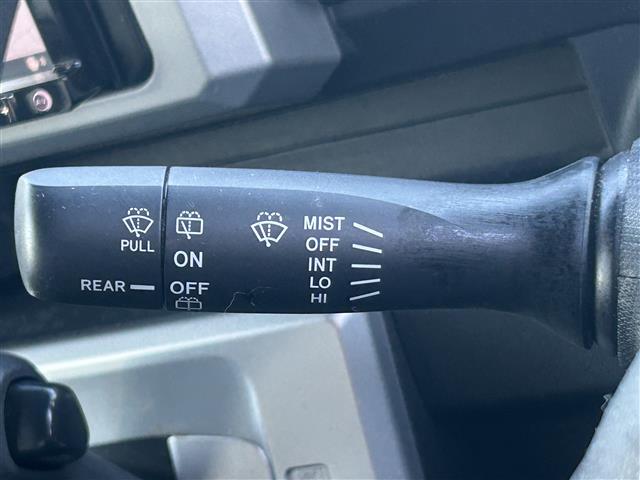 PULL
REAR
ON
OFF
MIST
OFF
INT
LO
HI